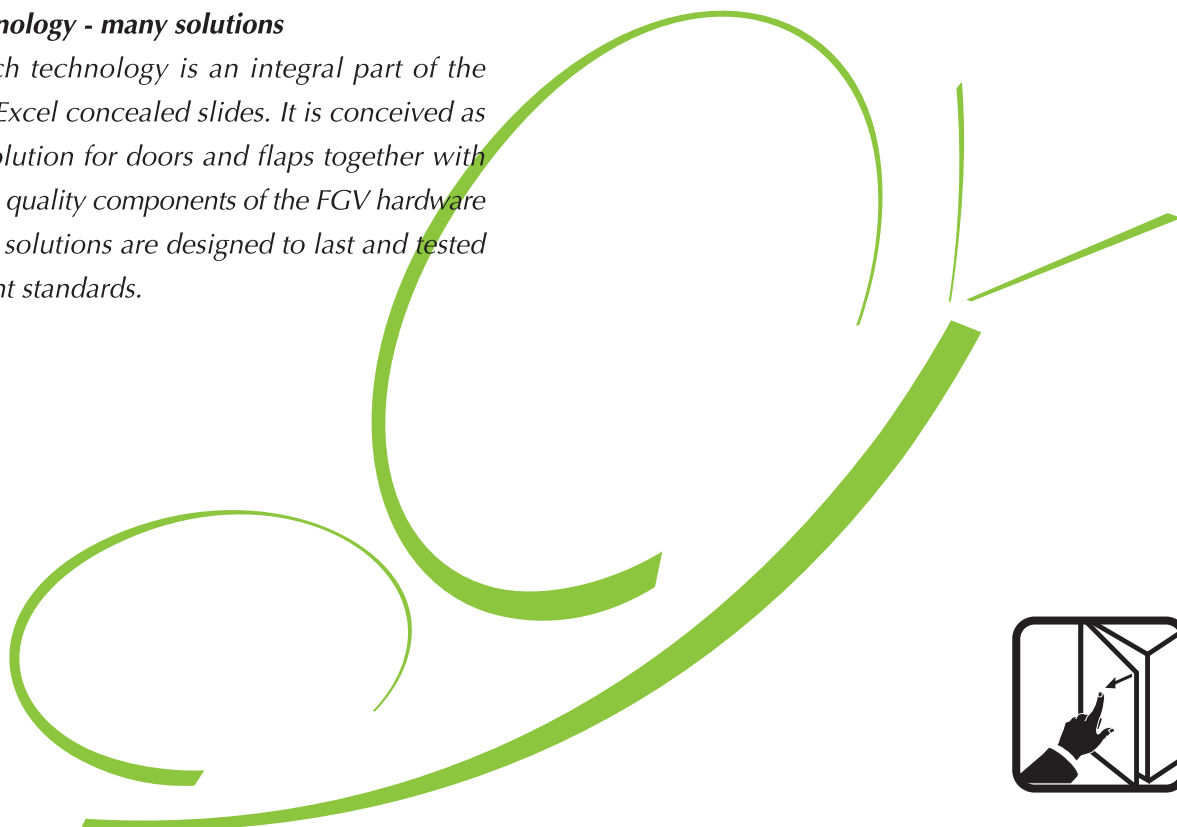 nology - many solutions
ch technology is an integral part of the
Excel concealed slides. It is conceived as
olution for doors and flaps together with
quality components of the FGV hardware
solutions are designed to last and tested
nt standards.